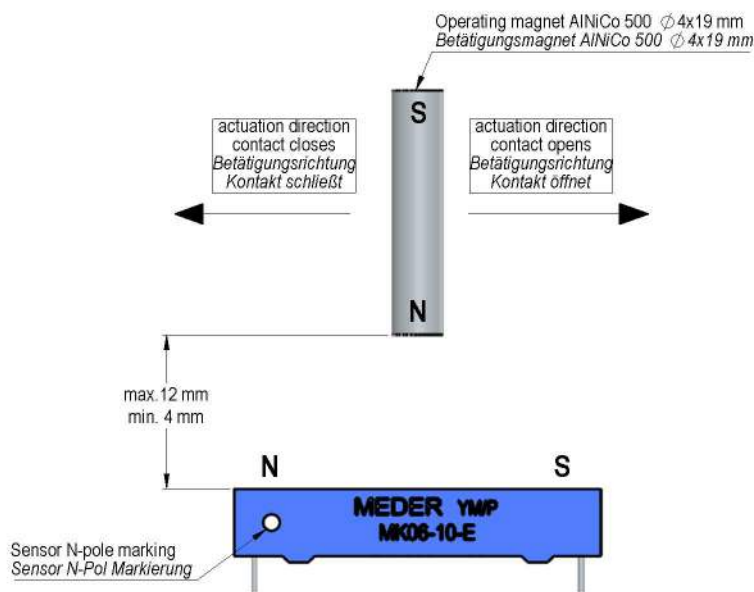 Operating magnet AlNiCo 500 ∅ 4x19 mm
Betätigungsmagnet AlNiCo 500 ∅ 4x19 mm
S
actuation direction
contact closes
Betätigungsrichtung
Kontakt schließt
actuation direction
contact opens
Betätigungsrichtung
Kontakt öffnet
N
max.12 mm
min. 4 mm
N
S
MEDER YM/P
MK06-10-E
Sensor N-pole marking
Sensor N-Pol Markierung